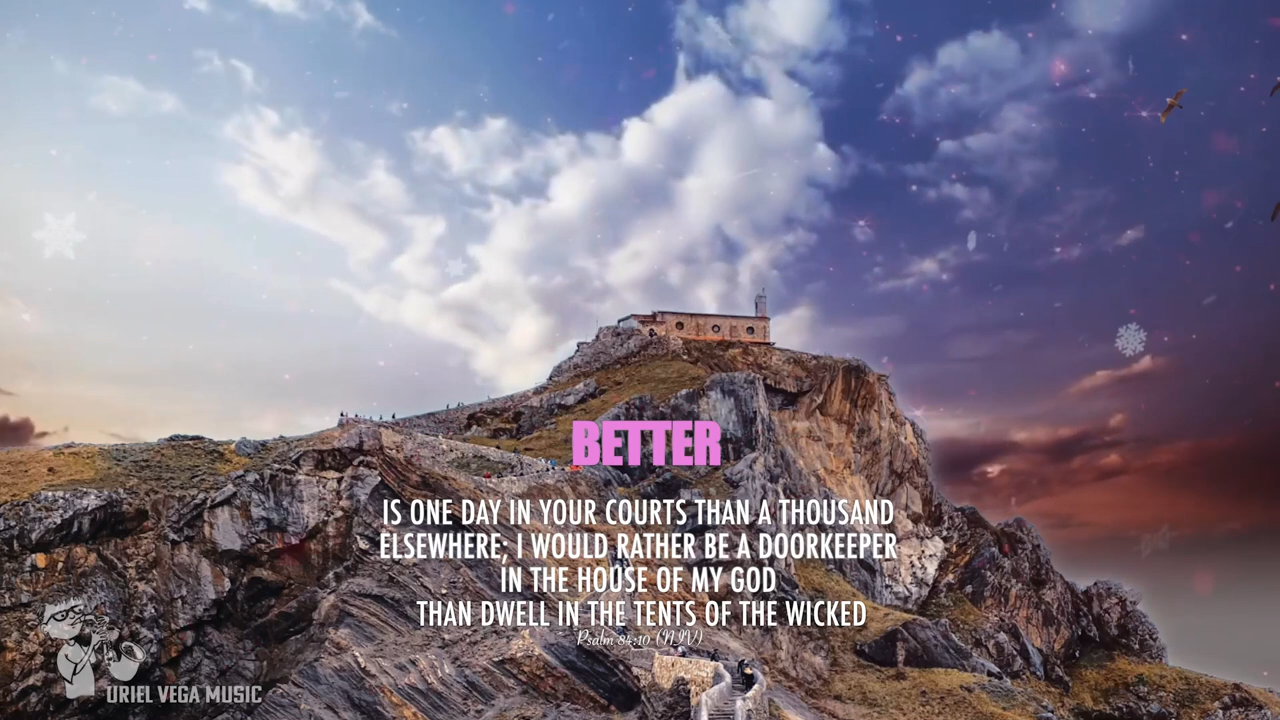 BETTER
IS ONE DAY IN YOUR COURTS THAN A THOUSAND
ELSEWHERE; I WOULD RATHER BE A DOORKEEPER
IN THE HOUSE OF MY GOD
THAN DWELL IN THE TENTS OF THE WICKED
Psalm 84:10 (NIV)
URIEL VEGA MUSIC